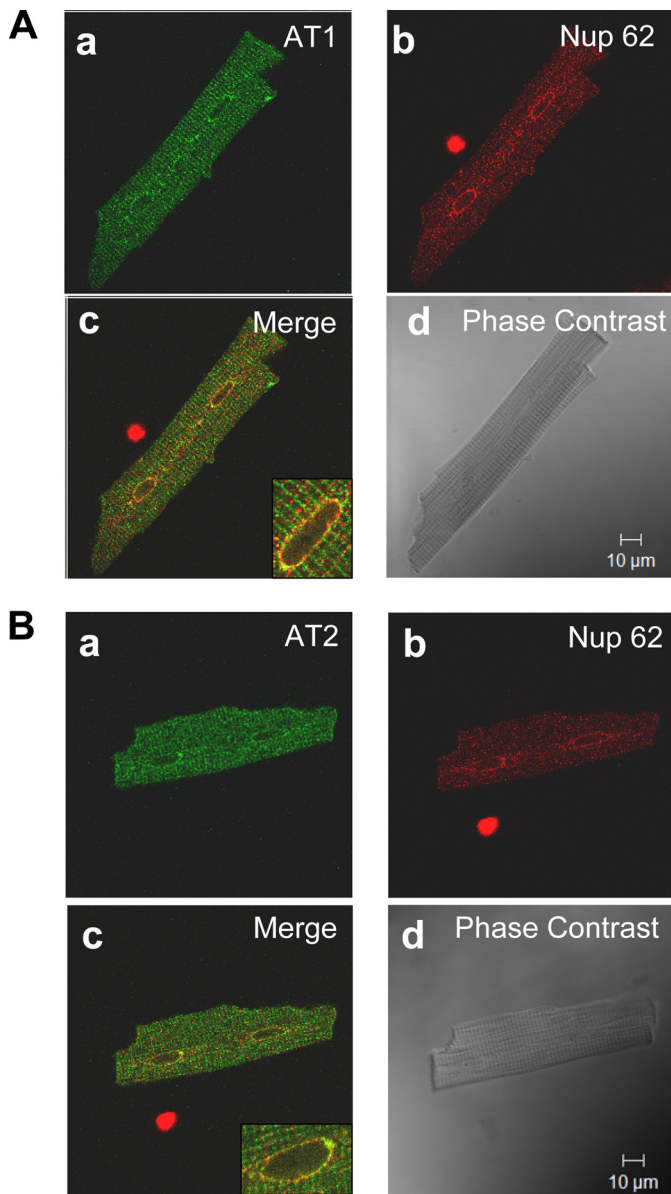 A
a AT1
b Nup 62
c Merge
d Phase Contrast
10 µm
B
a AT2
b Nup 62
c Merge
d Phase Contrast
10 µm